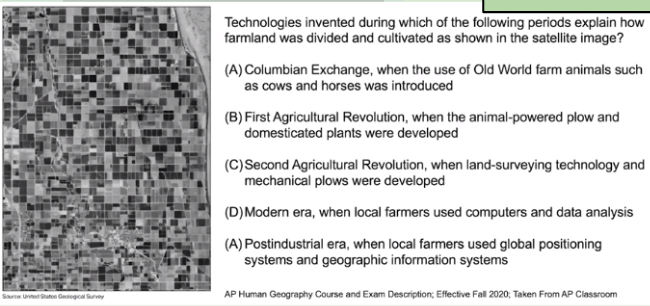 Technologies invented during which of the following periods explain how
farmland was divided and cultivated as shown in the satellite image?
(A) Columbian Exchange, when the use of Old World farm animals such
as cows and horses was introduced
(B) First Agricultural Revolution, when the animal-powered plow and
domesticated plants were developed
(C) Second Agricultural Revolution, when land-surveying technology and
mechanical plows were developed
(D) Modern era, when local farmers used computers and data analysis
(A) Postindustrial era, when local farmers used global positioning
systems and geographic information systems
Source: United States Geological Survey
AP Human Geography Course and Exam Description; Effective Fall 2020; Taken From AP Classroom